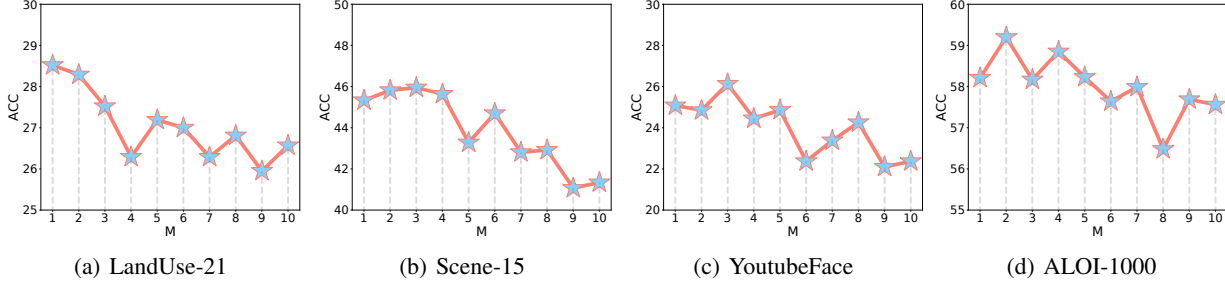 30
29
28
27
26
25
ACC
1 2 3 4 5 6 7 8 9 10
M
(a) LandUse-21
50
48
46
44
42
40
ACC
1 2 3 4 5 6 7 8 9 10
M
(b) Scene-15
30
28
26
24
22
20
ACC
1 2 3 4 5 6 7 8 9 10
M
(c) YoutubeFace
60
59
58
57
56
55
ACC
1 2 3 4 5 6 7 8 9 10
M
(d) ALOI-1000